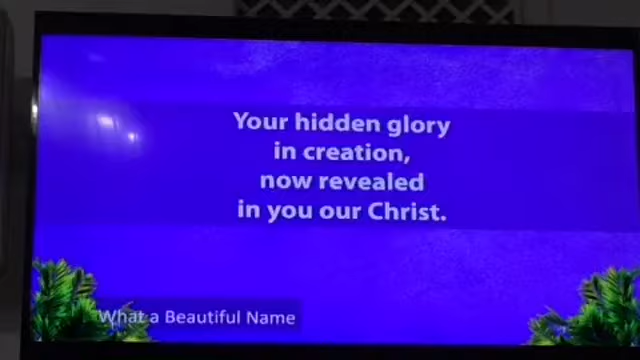 Your hidden glory
in creation,
now revealed
in you our Christ.
What a Beautiful Name